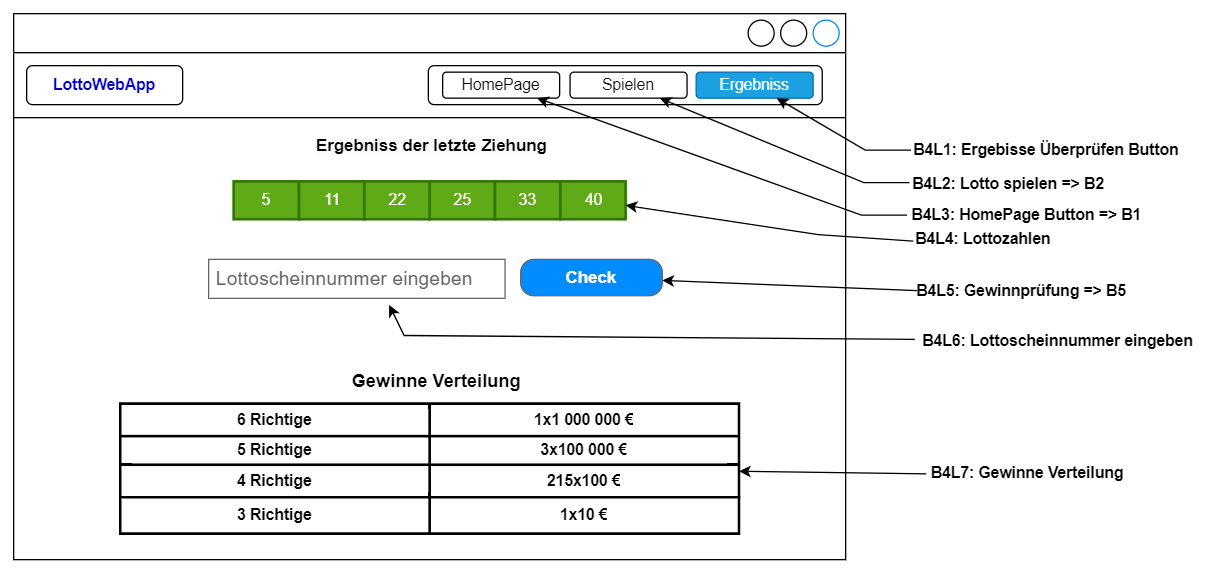 LottoWebApp
HomePage
Spielen
Ergebniss
Ergebniss der letzte Ziehung
5 11 22 25 33 40
Lottoscheinnummer eingeben
Check
Gewinne Verteilung
6 Richtige 1x1 000 000 €
5 Richtige 3x100 000 €
4 Richtige 215x100 €
3 Richtige 1x10 €
B4L1: Ergebisse Überprüfen Button
B4L2: Lotto spielen => B2
B4L3: HomePage Button => B1
B4L4: Lottozahlen
B4L5: Gewinnprüfung => B5
B4L6: Lottoscheinnummer eingeben
B4L7: Gewinne Verteilung